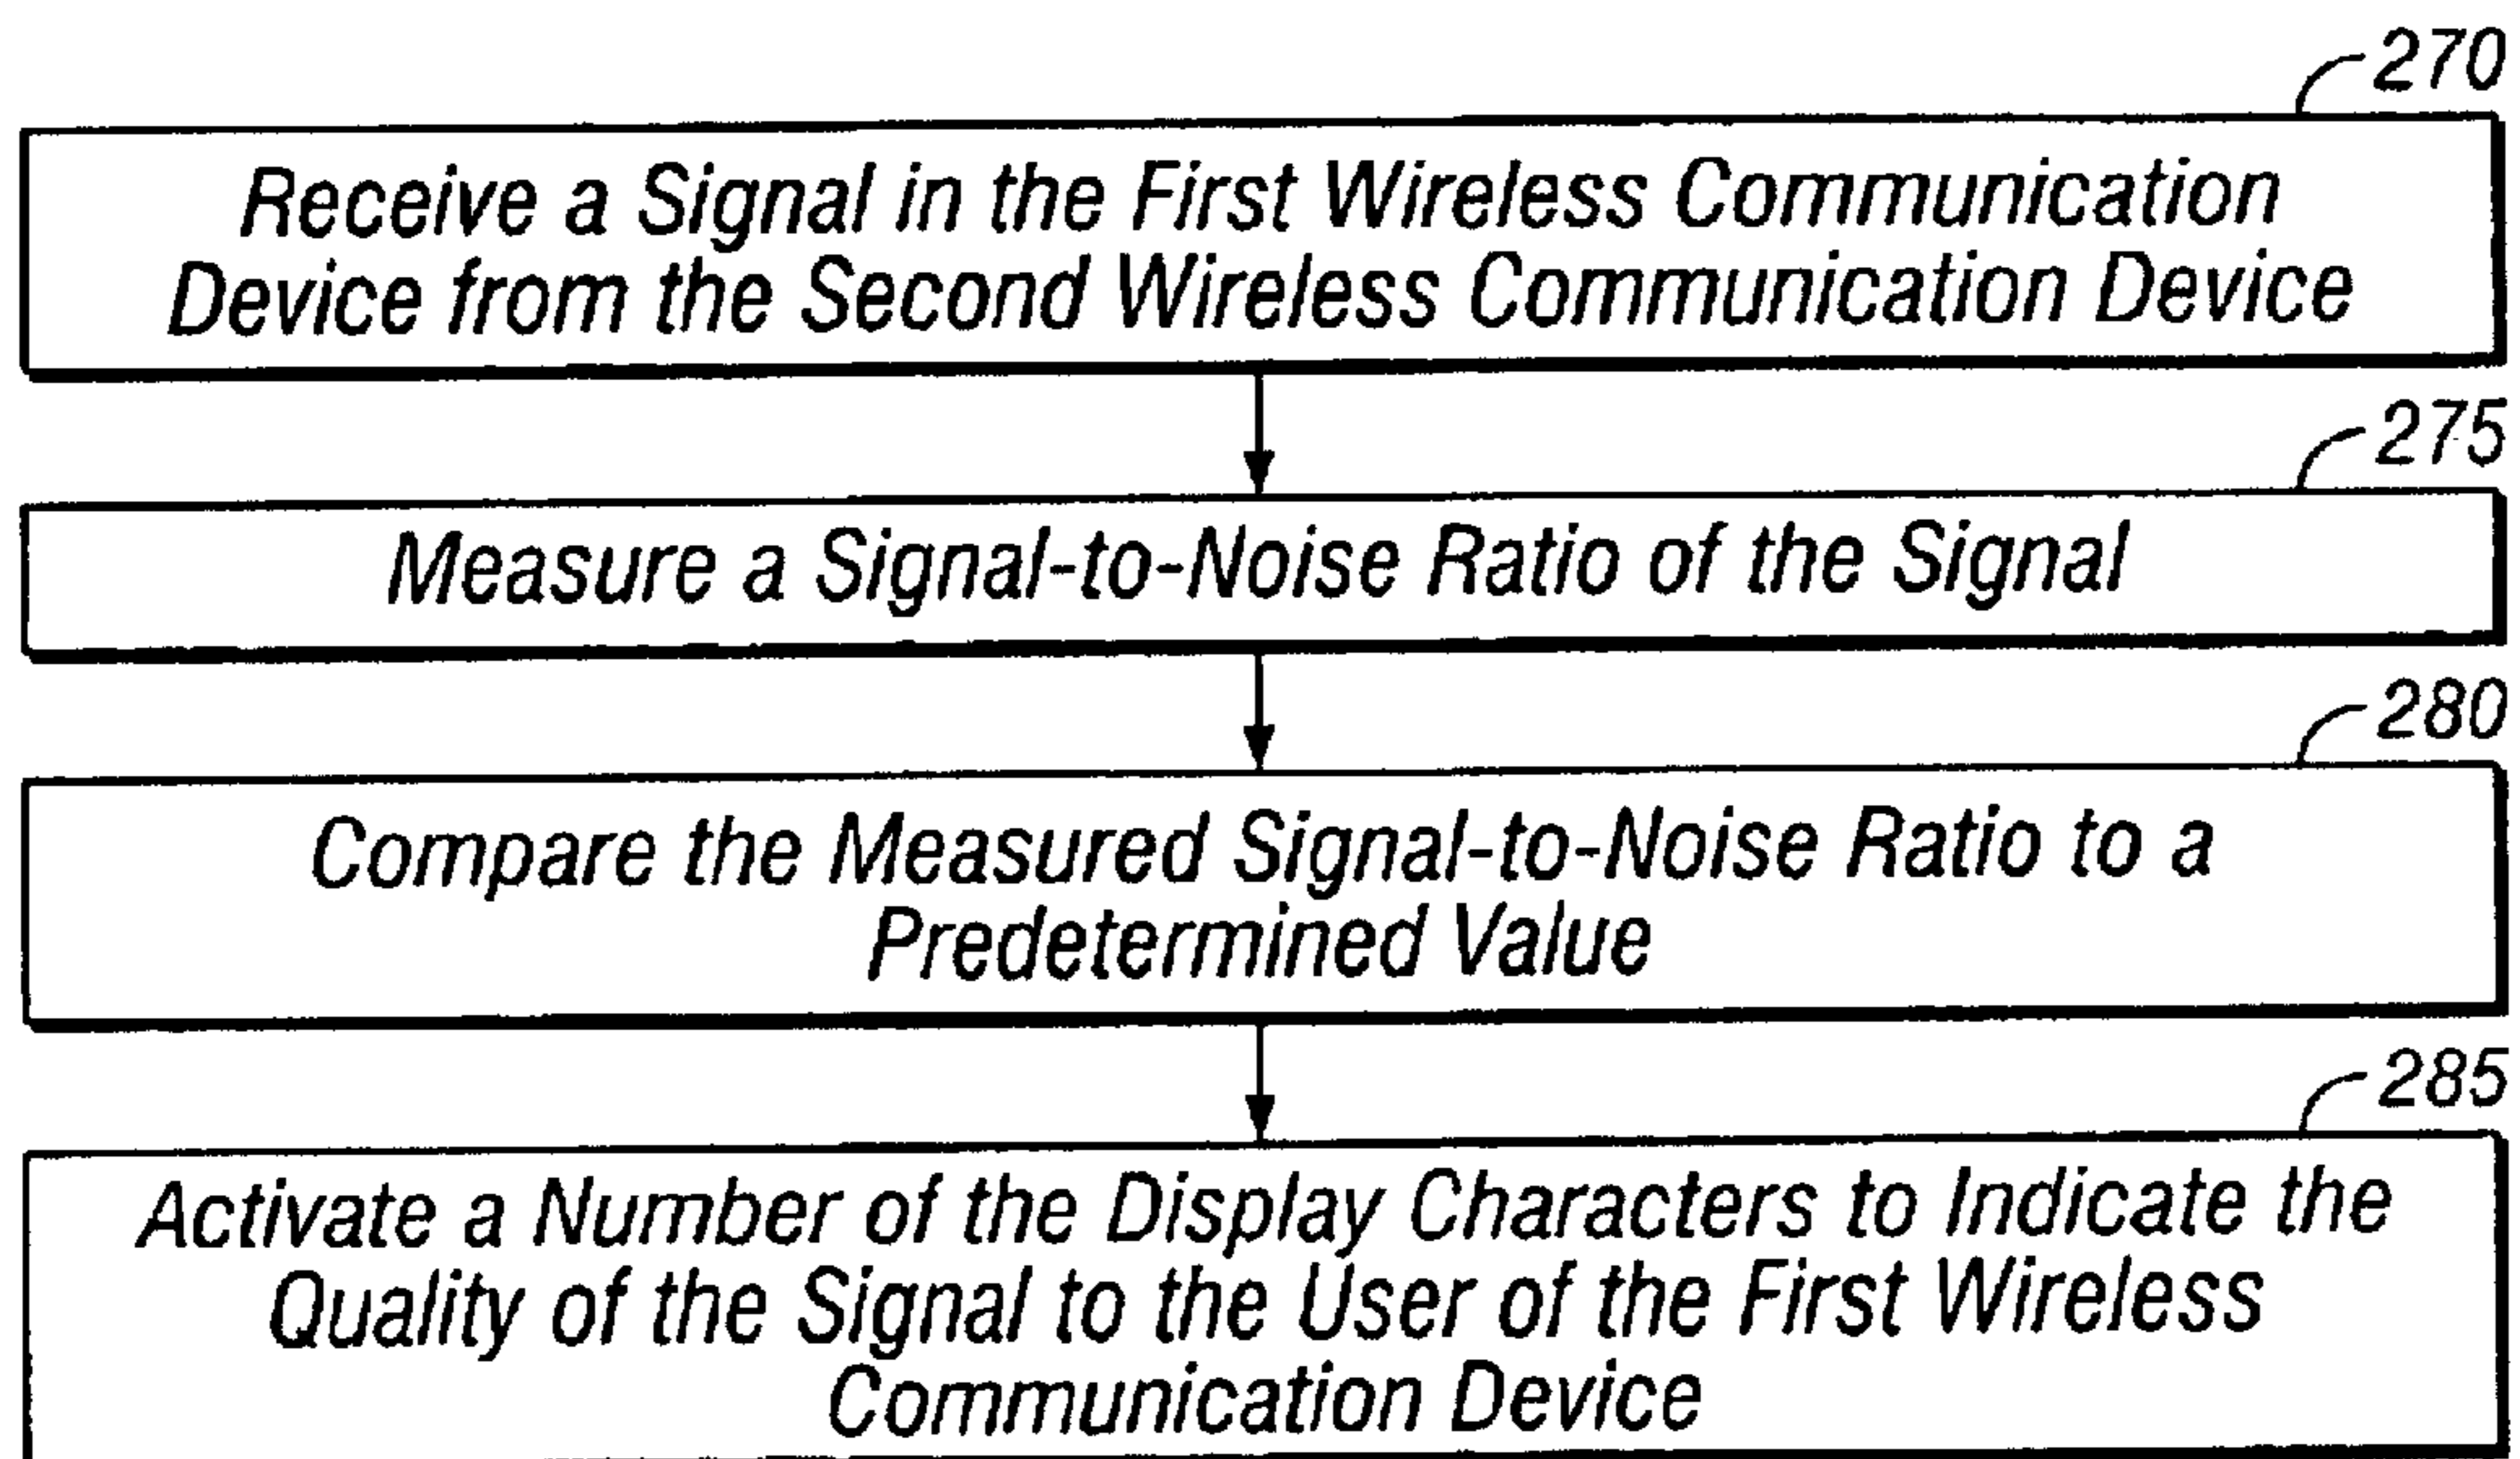 270
Receive a Signal in the First Wireless Communication
Device from the Second Wireless Communication Device
275
Measure a Signal-to-Noise Ratio of the Signal
280
Compare the Measured Signal-to-Noise Ratio to a
Predetermined Value
285
Activate a Number of the Display Characters to Indicate the
Quality of the Signal to the User of the First Wireless
Communication Device